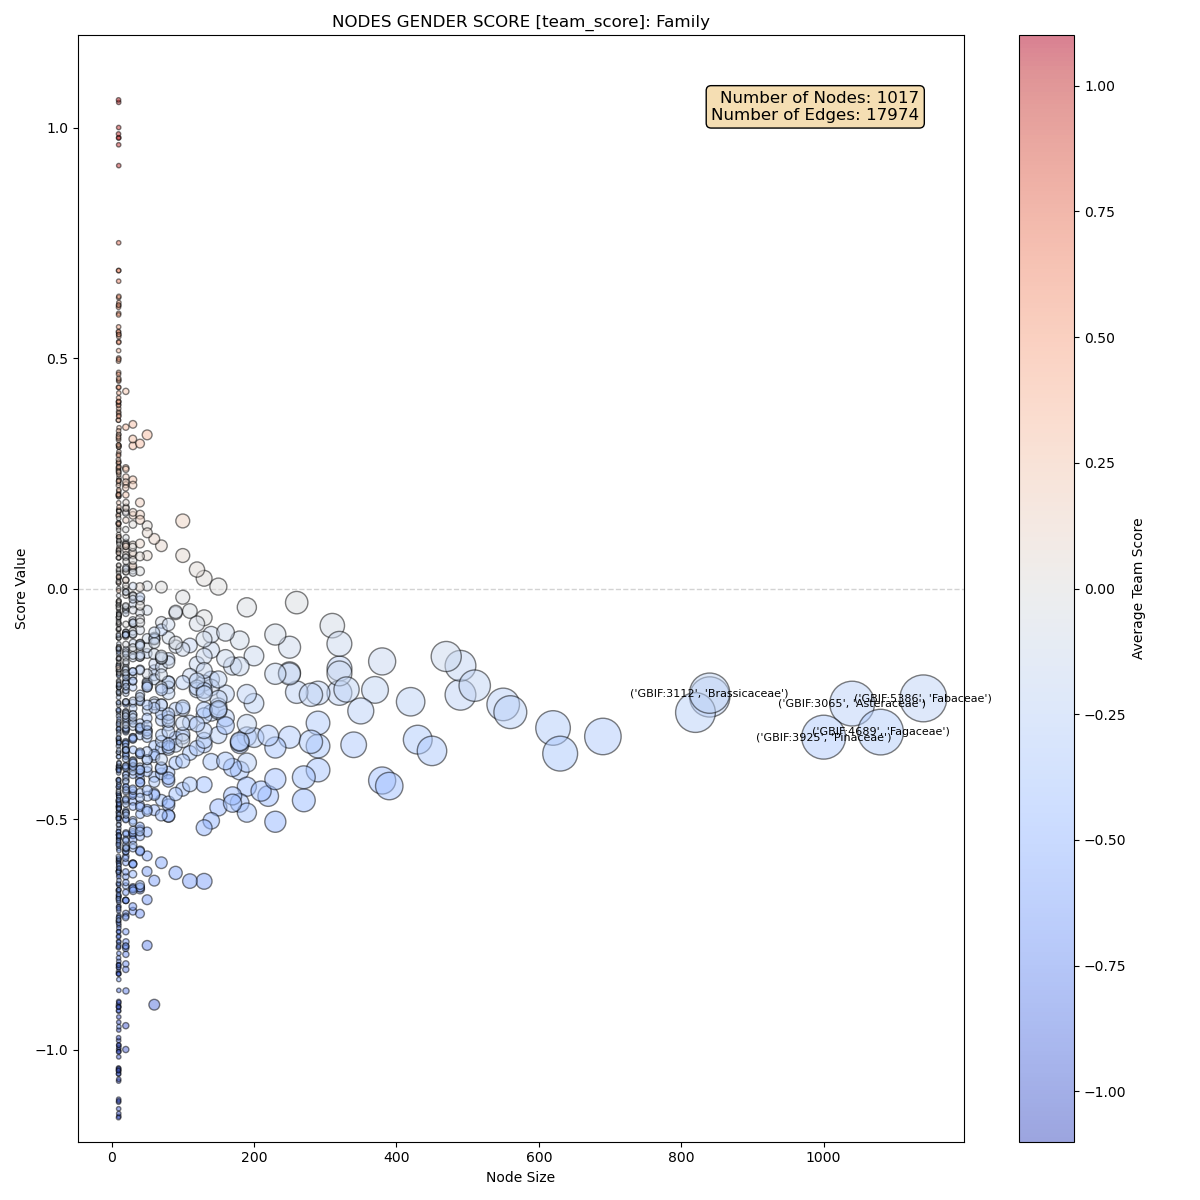 NODES GENDER SCORE [team_score]: Family
Number of Nodes: 1017
Number of Edges: 17974
Score Value
1.0
0.5
0.0
−0.5
−1.0
('GBIF:3112', 'Brassicaceae')
('GBIF:5386', 'Fabaceae')
('GBIF:3065', 'Asteraceae')
('GBIF:4689', 'Fagaceae')
('GBIF:3925', 'Pinaceae')
0
200
400
600
800
1000
Node Size
1.00
0.75
0.50
0.25
0.00
−0.25
−0.50
−0.75
−1.00
Average Team Score